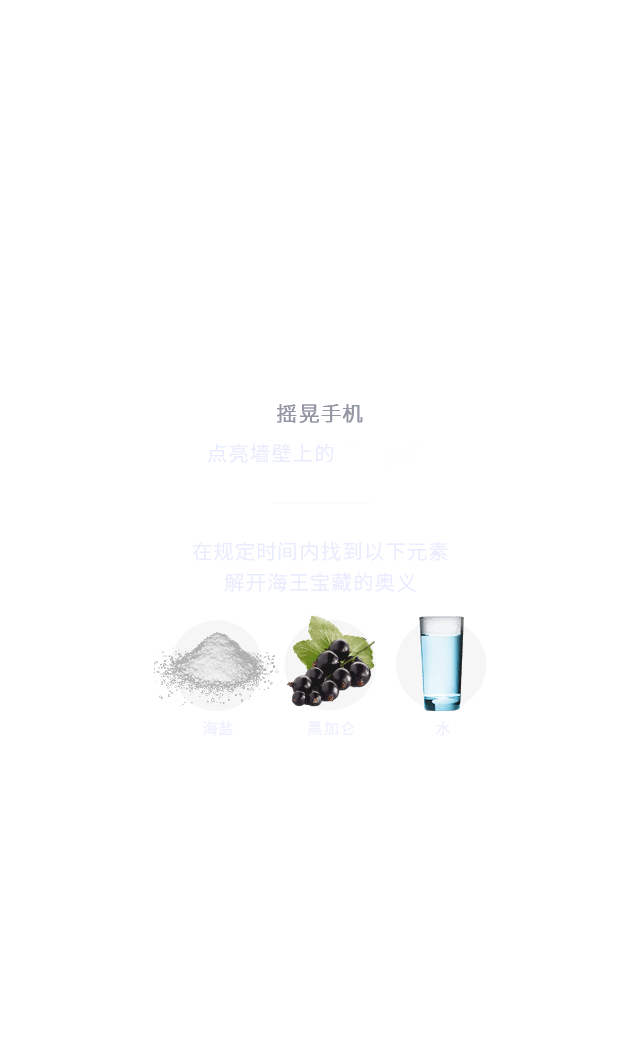 摇晃手机
点亮墙壁上的
在规定时间内找到以下元素
解开海王宝藏的奥义
海盐
黑加仑
水